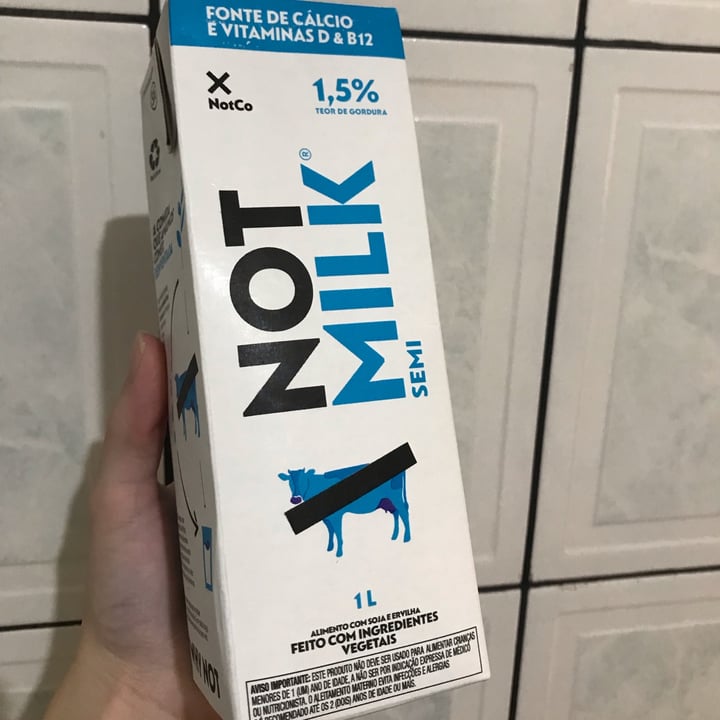 FONTE DE CÁLCIO
E VITAMINAS D & B12
NotCo
1,5%
TEOR DE GORDURA
NOT
MILK®
SEMI
1 L
ALIMENTO COM SOJA E ERVILHA
FEITO COM INGREDIENTES
VEGETAIS
AVISO IMPORTANTE: ESTE PRODUTO NÃO DEVE SER USADO PARA ALIMENTAR CRIANÇAS
MENORES DE 1 (UM) ANO DE IDADE, A NÃO SER POR INDICAÇÃO EXPRESSA DE MÉDICO
OU NUTRICIONISTA. O ALEITAMENTO MATERNO EVITA INFECÇÕES E ALERGIAS
E É RECOMENDADO ATÉ OS 2 (DOIS) ANOS DE IDADE OU MAIS.
WHY NOT